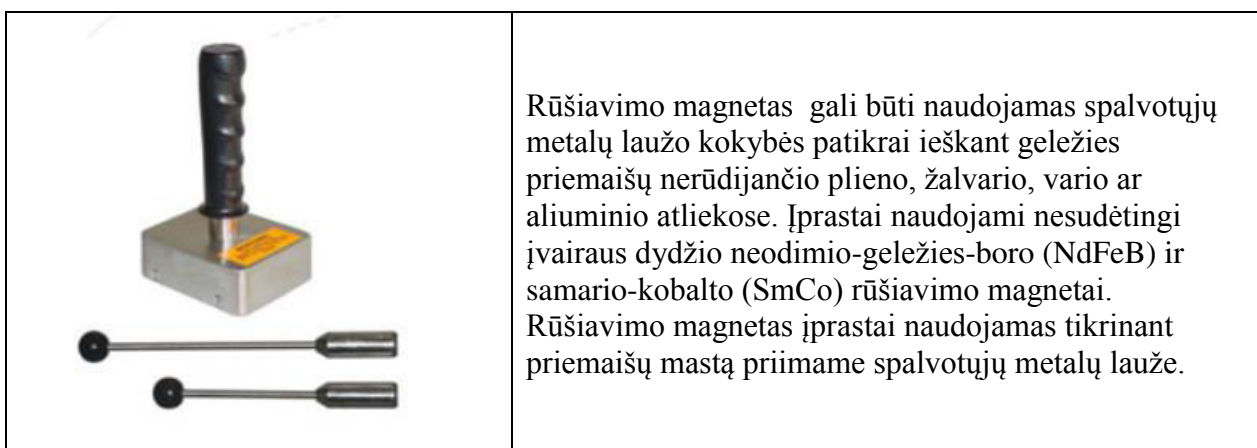 Rūšiavimo magnetas gali būti naudojamas spalvotųjų
metalų laužo kokybės patikrai ieškant geležies
priemaišų nerūdijančio plieno, žalvario, vario ar
aliuminio atliekose. Įprastai naudojami nesudėtingi
įvairaus dydžio neodimio-geležies-boro (NdFeB) ir
samario-kobalto (SmCo) rūšiavimo magnetai.
Rūšiavimo magnetas įprastai naudojamas tikrinant
priemaišų mastą priimame spalvotųjų metalų lauže.